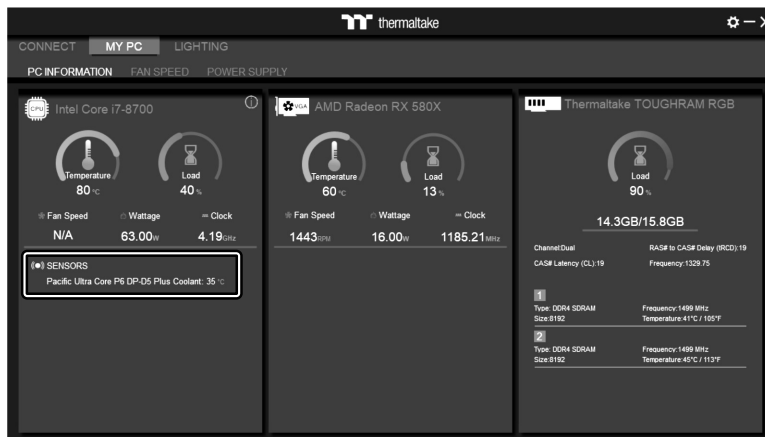 thermaltake
CONNECT MY PC LIGHTING
PC INFORMATION FAN SPEED POWER SUPPLY
CPU Intel Core i7-8700
Temperature
80 °C
Load
40 %
Fan Speed Wattage Clock
N/A 63.00W 4.19GHz
SENSORS
Pacific Ultra Core P6 DP-D5 Plus Coolant: 35 °C
VGA AMD Radeon RX 580X
Temperature
60 °C
Load
13 %
Fan Speed Wattage Clock
1443RPM 16.00W 1185.21MHz
Thermaltake TOUGHRAM RGB
Load
90 %
14.3GB/15.8GB
Channel:Dual RAS# to CAS# Delay (tRCD):19
CAS# Latency (CL):19 Frequency:1329.75
1
Type: DDR4 SDRAM Frequency:1499 MHz
Size:8192 Temperature:41°C / 105°F
2
Type: DDR4 SDRAM Frequency:1499 MHz
Size:8192 Temperature:45°C / 113°F